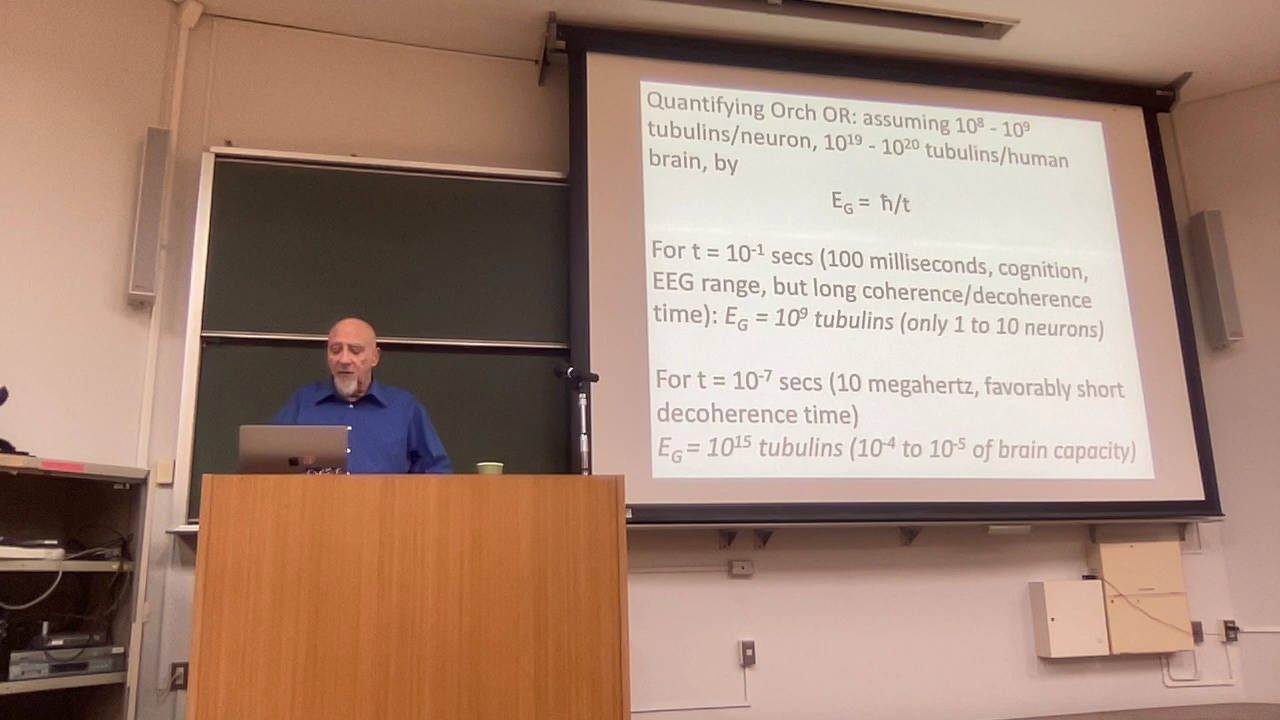 Quantifying Orch OR: assuming 10⁸ - 10⁹
tubulins/neuron, 10¹⁹ - 10²⁰ tubulins/human
brain, by
E_G = ħ/t
For t = 10⁻¹ secs (100 milliseconds, cognition,
EEG range, but long coherence/decoherence
time): E_G = 10⁹ tubulins (only 1 to 10 neurons)
For t = 10⁻⁷ secs (10 megahertz, favorably short
decoherence time)
E_G = 10¹⁵ tubulins (10⁻⁴ to 10⁻⁵ of brain capacity)